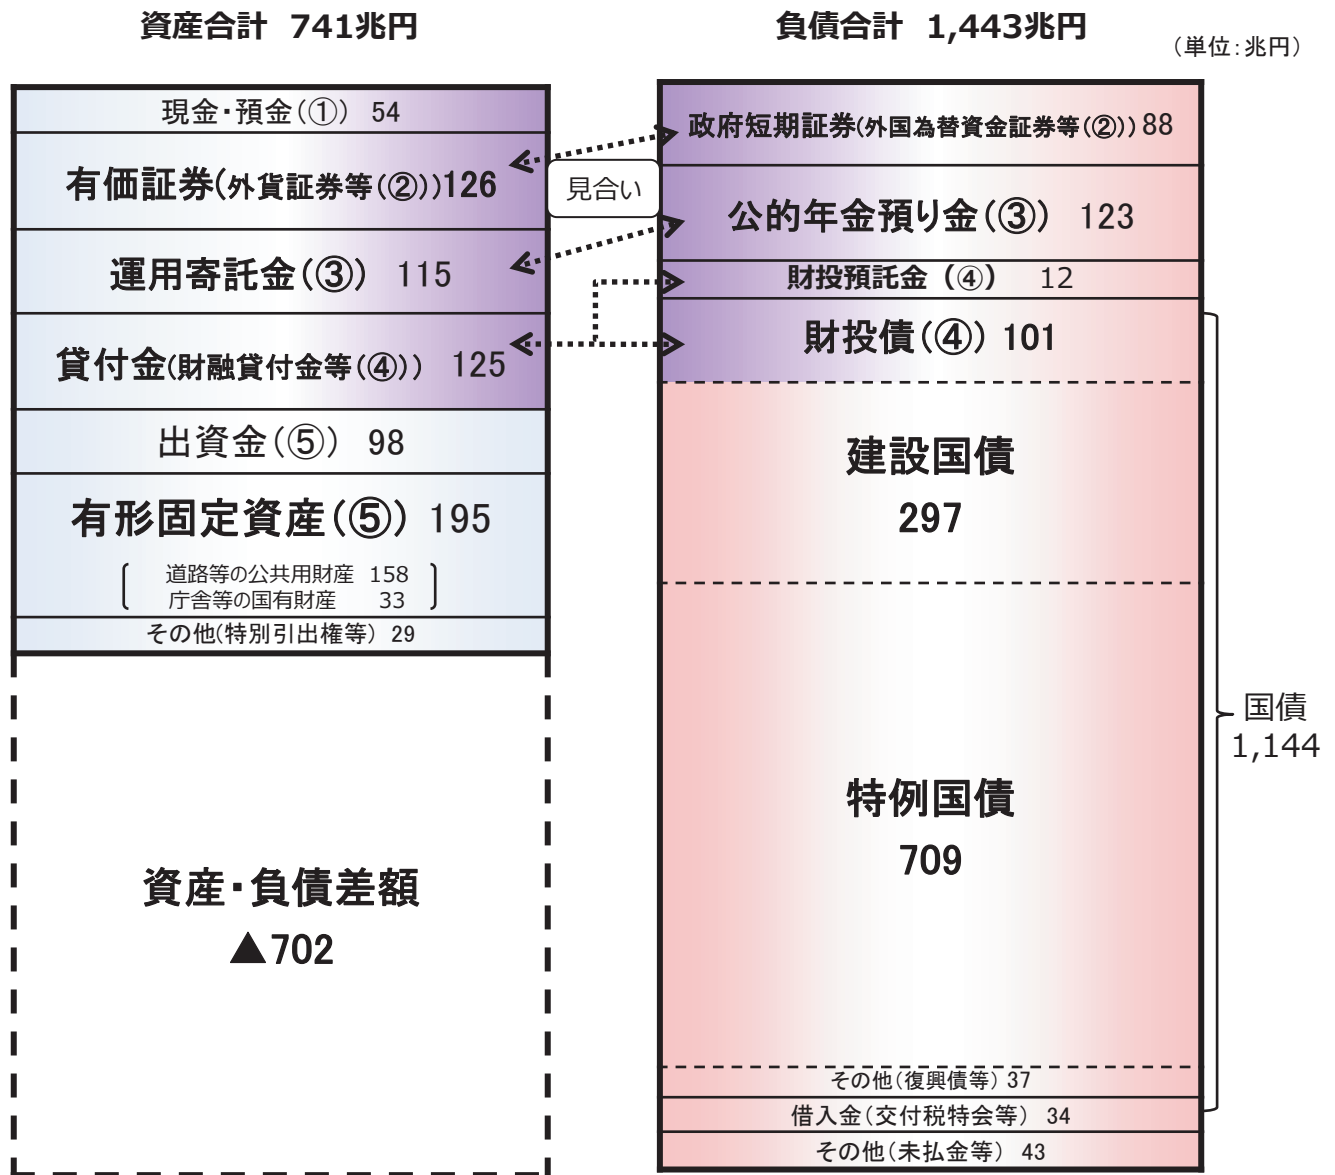 資産合計 741兆円
負債合計 1,443兆円
（単位：兆円）
現金・預金（①） 54
有価証券(外貨証券等（②）)126
運用寄託金（③） 115
貸付金(財融貸付金等（④）) 125
出資金（⑤） 98
有形固定資産（⑤） 195
道路等の公共用財産 158
庁舎等の国有財産 33
その他(特別引出権等) 29
資産・負債差額
▲702
見合い
政府短期証券(外国為替資金証券等（②）)88
公的年金預り金（③） 123
財投預託金（④） 12
財投債（④） 101
建設国債
297
特例国債
709
その他(復興債等) 37
借入金(交付税特会等) 34
その他(未払金等) 43
国債
1,144